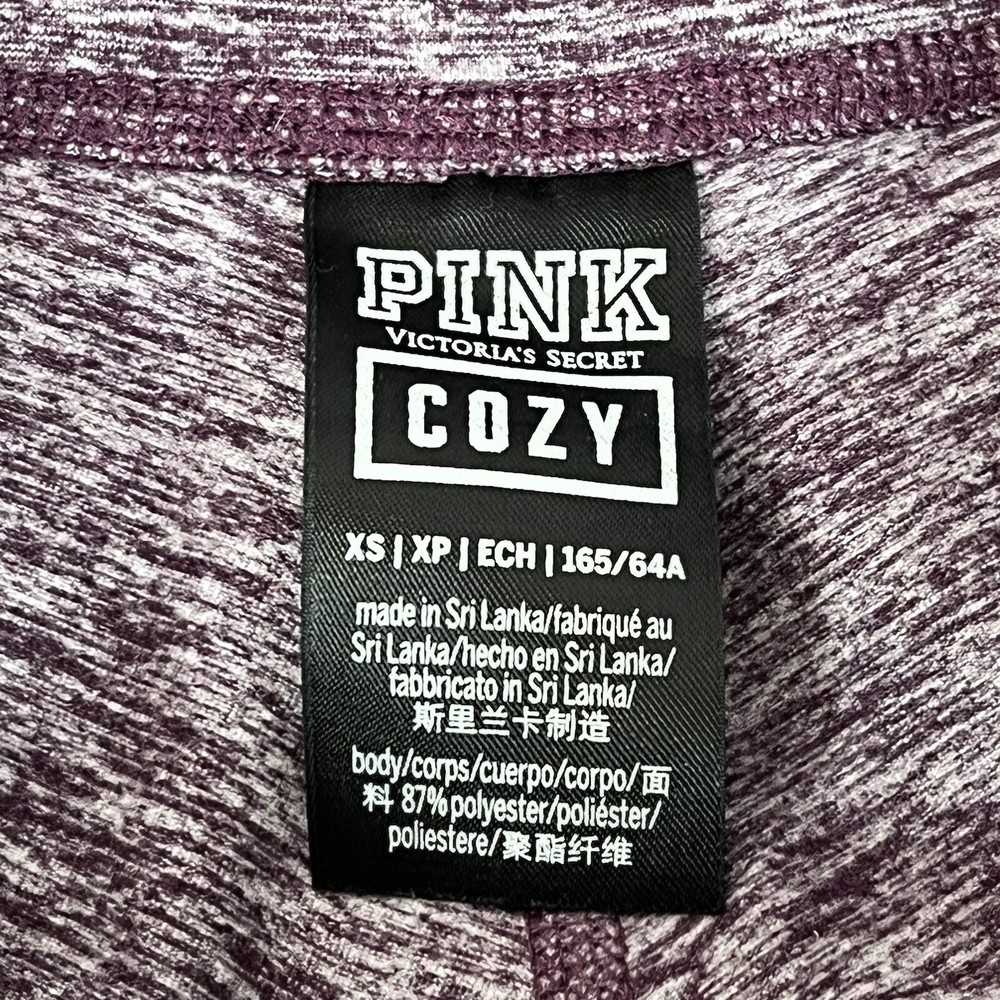 PINK
VICTORIA'S SECRET
COZY
XS | XP | ECH | 165/64A
made in Sri Lanka/fabriqué au
Sri Lanka/hecho en Sri Lanka/
fabbricato in Sri Lanka/
斯里兰卡制造
body/corps/cuerpo/corpo/面
料 87% polyester/poliéster/
poliestere/聚酯纤维